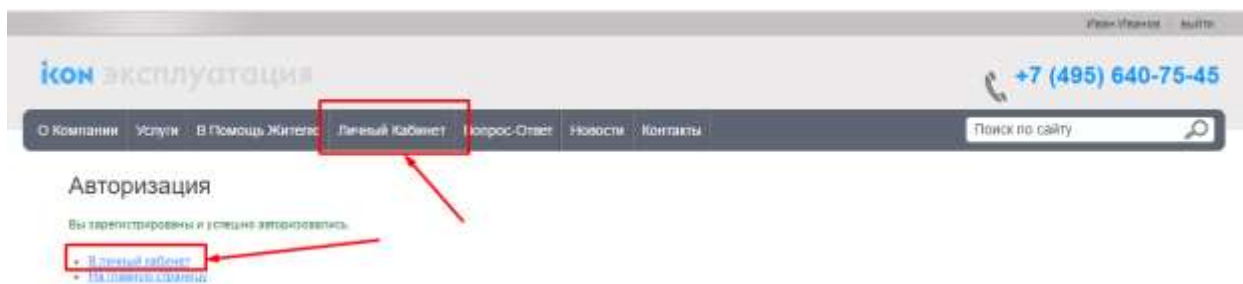 Иван Иванов выйти
iсон эксплуатация
+7 (495) 640-75-45
О Компании Услуги В Помощь Жителю Личный Кабинет Вопрос-Ответ Новости Контакты Поиск по сайту
Авторизация
Вы зарегистрированы и успешно авторизовались.
В личный кабинет
На главную страницу